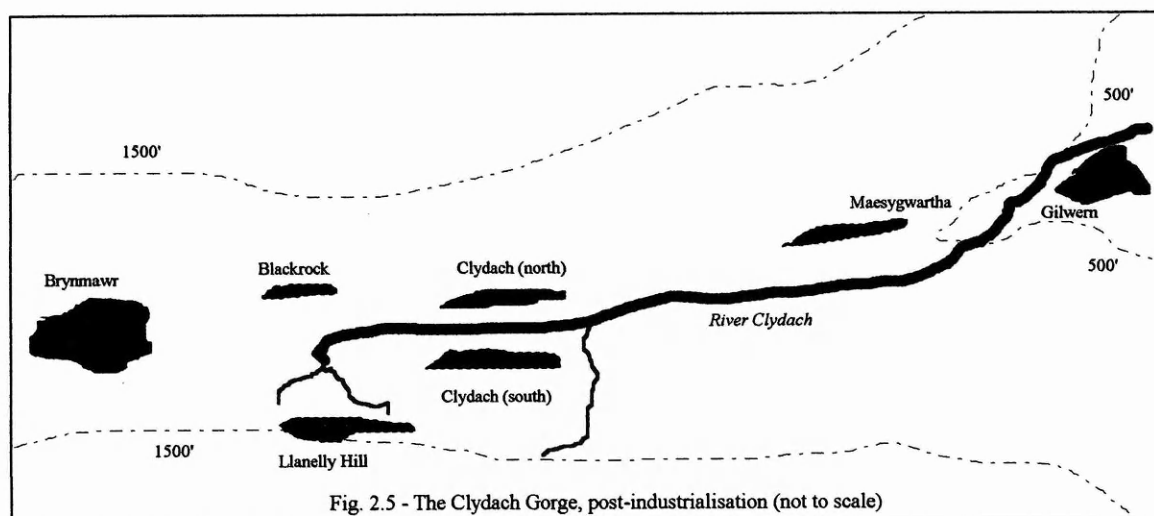 500'
1500'
Maesygwartha
Gilwern
Brynmawr
Blackrock
Clydach (north)
500'
River Clydach
Clydach (south)
1500'
Llanelly Hill
Fig. 2.5 - The Clydach Gorge, post-industrialisation (not to scale)